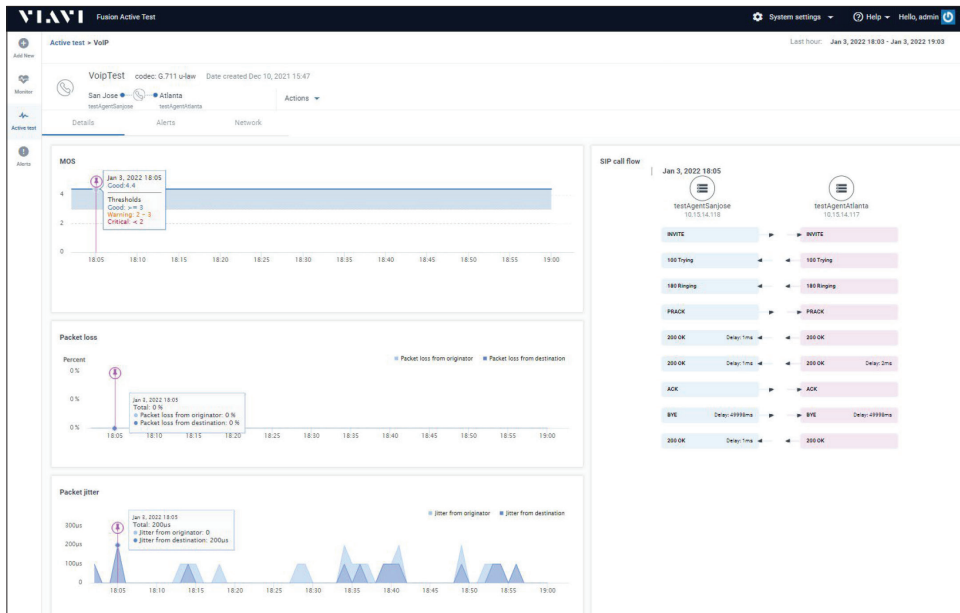 VIAVI Fusion Active Test System settings Help Hello, admin
Add New
Monitor
Active test
Alerts
Active test > VoIP Last hour: Jan 3, 2022 18:03 - Jan 3, 2022 19:03
VoipTest codec: G.711 u-law Date created Dec 10, 2021 15:47
San Jose Atlanta
testAgentSanjose testAgentAtlanta
Actions
Details Alerts Network
MOS
Jan 3, 2022 18:05
Good:4.4
Thresholds
Good: >= 3
Warning: 2 - 3
Critical: < 2
4
2
0
18:05 18:10 18:15 18:20 18:25 18:30 18:35 18:40 18:45 18:50 18:55 19:00
Packet loss
Percent
Packet loss from originator Packet loss from destination
0 %
0 %
0 %
Jan 3, 2022 18:05
Total: 0 %
Packet loss from originator: 0 %
Packet loss from destination: 0 %
18:05 18:10 18:15 18:20 18:25 18:30 18:35 18:40 18:45 18:50 18:55 19:00
Packet jitter
Jitter from originator Jitter from destination
300us
200us
100us
0
Jan 3, 2022 18:05
Total: 200us
Jitter from originator: 0
Jitter from destination: 200us
18:05 18:10 18:15 18:20 18:25 18:30 18:35 18:40 18:45 18:50 18:55 19:00
SIP call flow
Jan 3, 2022 18:05
testAgentSanjose testAgentAtlanta
10.15.14.118 10.15.14.117
INVITE INVITE
100 Trying 100 Trying
180 Ringing 180 Ringing
PRACK PRACK
200 OK Delay: 1ms 200 OK
200 OK Delay: 1ms 200 OK Delay: 2ms
ACK ACK
BYE Delay: 49998ms BYE Delay: 49998ms
200 OK Delay: 1ms 200 OK